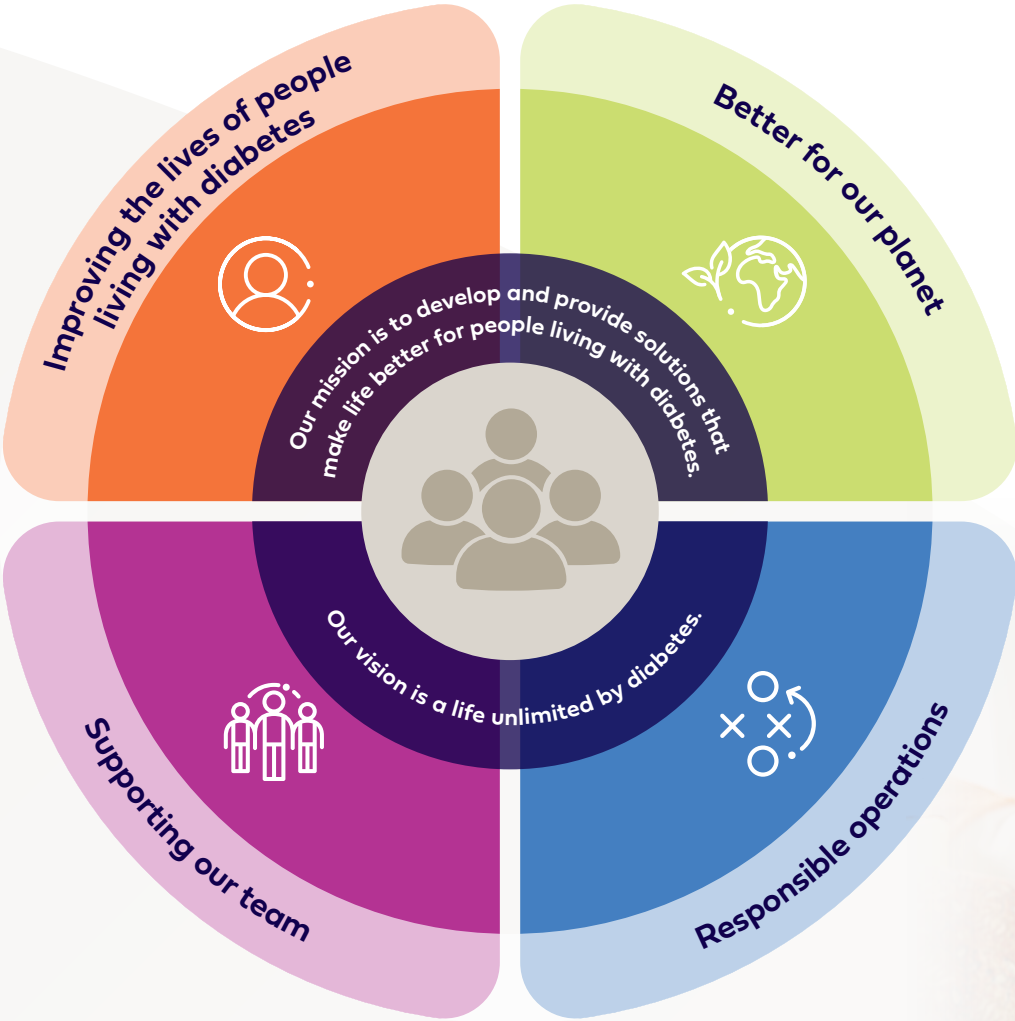 Improving the lives of people
living with diabetes
Better for our planet
Our mission is to develop and provide solutions that
make life better for people living with diabetes.
Our vision is a life unlimited by diabetes.
Supporting our team
Responsible operations